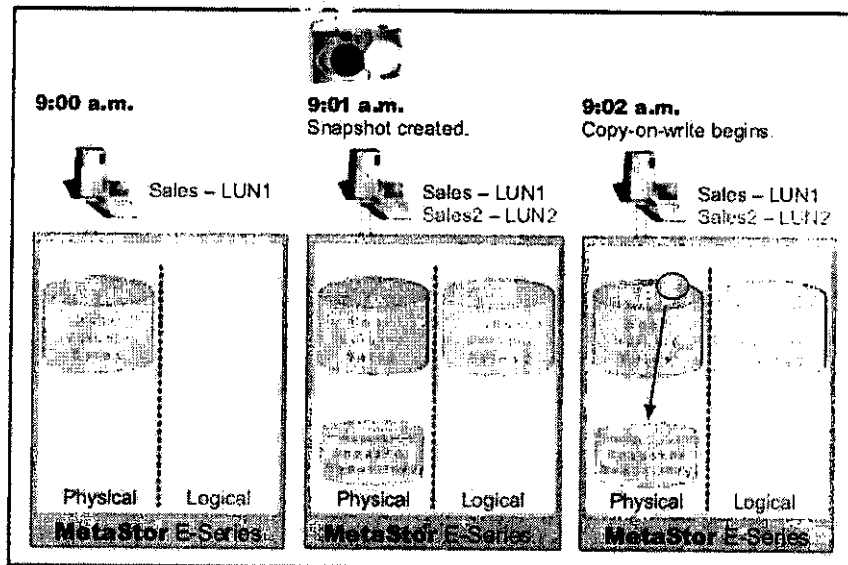 9:00 a.m.
Sales – LUN1
Physical Logical
MetaStor E-Series
9:01 a.m.
Snapshot created.
Sales – LUN1
Sales2 – LUN2
Physical Logical
MetaStor E-Series
9:02 a.m.
Copy-on-write begins.
Sales – LUN1
Sales2 – LUN2
Physical Logical
MetaStor E-Series